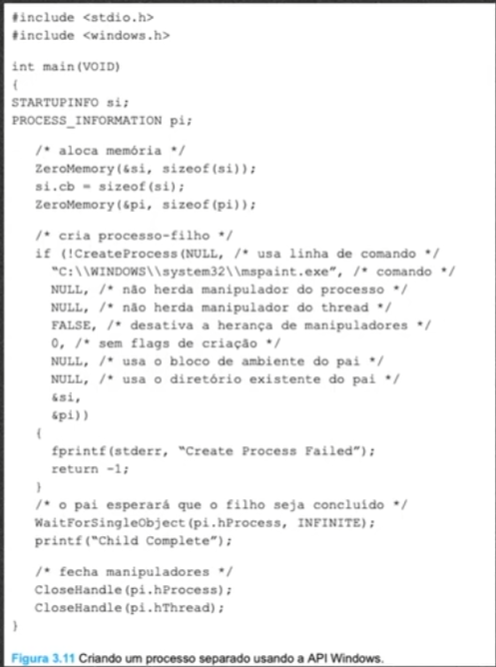 #include <stdio.h>
#include <windows.h>
int main(VOID)
{
STARTUPINFO si;
PROCESS_INFORMATION pi;
/* aloca memória */
ZeroMemory(&si, sizeof(si));
si.cb = sizeof(si);
ZeroMemory(&pi, sizeof(pi));
/* cria processo-filho */
if (!CreateProcess(NULL, /* usa linha de comando */
“C:\\WINDOWS\\system32\\mspaint.exe”, /* comando */
NULL, /* não herda manipulador do processo */
NULL, /* não herda manipulador do thread */
FALSE, /* desativa a herança de manipuladores */
0, /* sem flags de criação */
NULL, /* usa o bloco de ambiente do pai */
NULL, /* usa o diretório existente do pai */
&si,
&pi))
{
fprintf(stderr, “Create Process Failed”);
return -1;
}
/* o pai esperará que o filho seja concluído */
WaitForSingleObject(pi.hProcess, INFINITE);
printf(“Child Complete”);
/* fecha manipuladores */
CloseHandle(pi.hProcess);
CloseHandle(pi.hThread);
}
Figura 3.11 Criando um processo separado usando a API Windows.